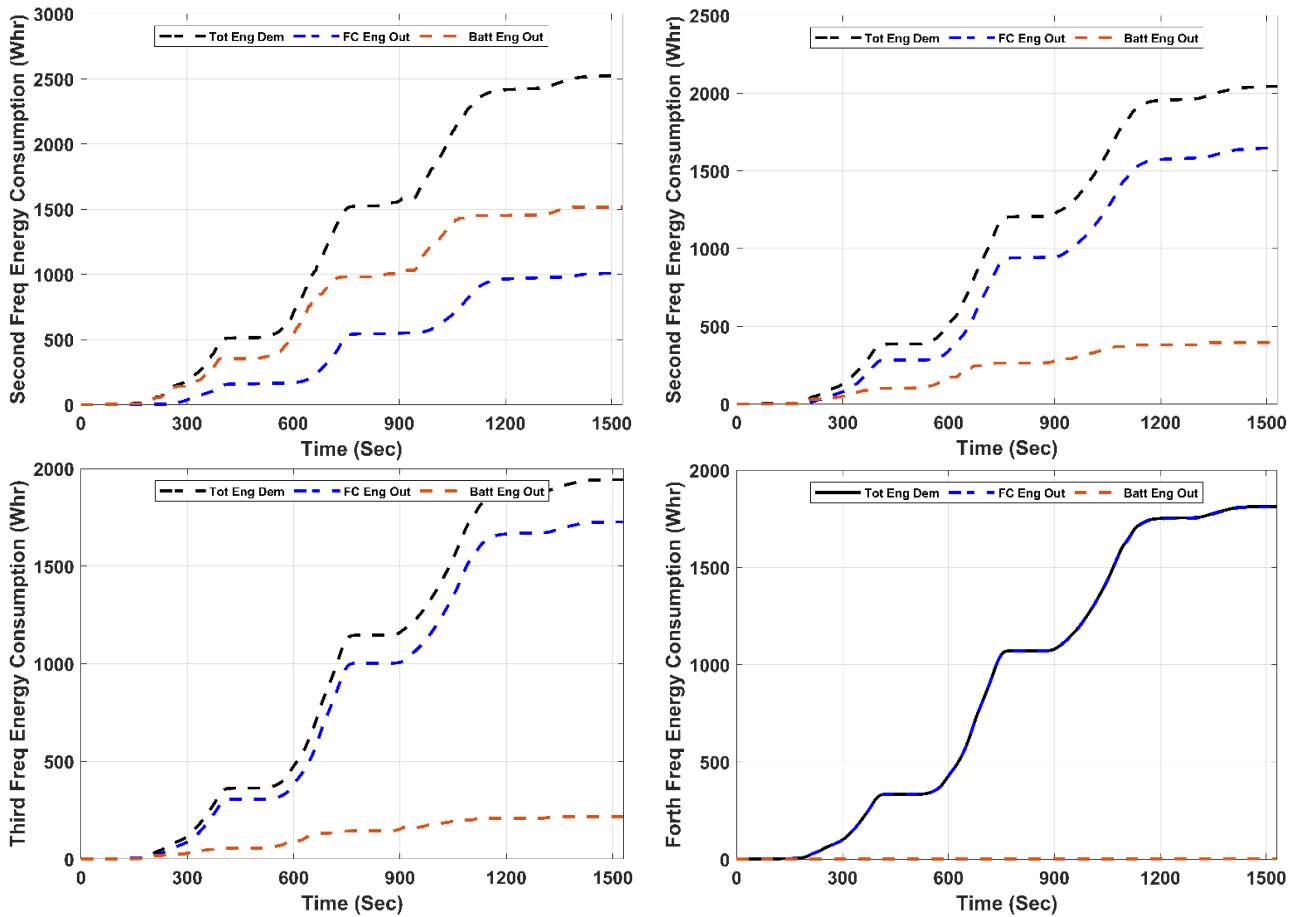 Second Freq Energy Consumption (Whr)
3000
2500
2000
1500
1000
500
0
Tot Eng Dem FC Eng Out Batt Eng Out
0 300 600 900 1200 1500
Time (Sec)
Second Freq Energy Consumption (Whr)
2500
2000
1500
1000
500
0
Tot Eng Dem FC Eng Out Batt Eng Out
0 300 600 900 1200 1500
Time (Sec)
Third Freq Energy Consumption (Whr)
2000
1500
1000
500
0
Tot Eng Dem FC Eng Out Batt Eng Out
0 300 600 900 1200 1500
Time (Sec)
Forth Freq Energy Consumption (Whr)
2000
1500
1000
500
0
Tot Eng Dem FC Eng Out Batt Eng Out
0 300 600 900 1200 1500
Time (Sec)